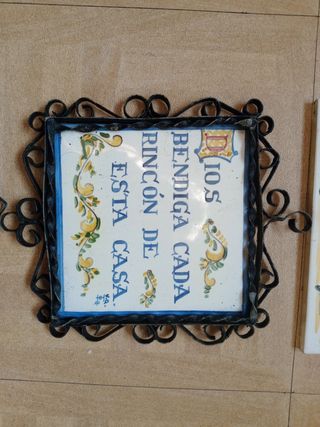 DIOS
BENDIGA CADA
RINCÓN DE
ESTA CASA.